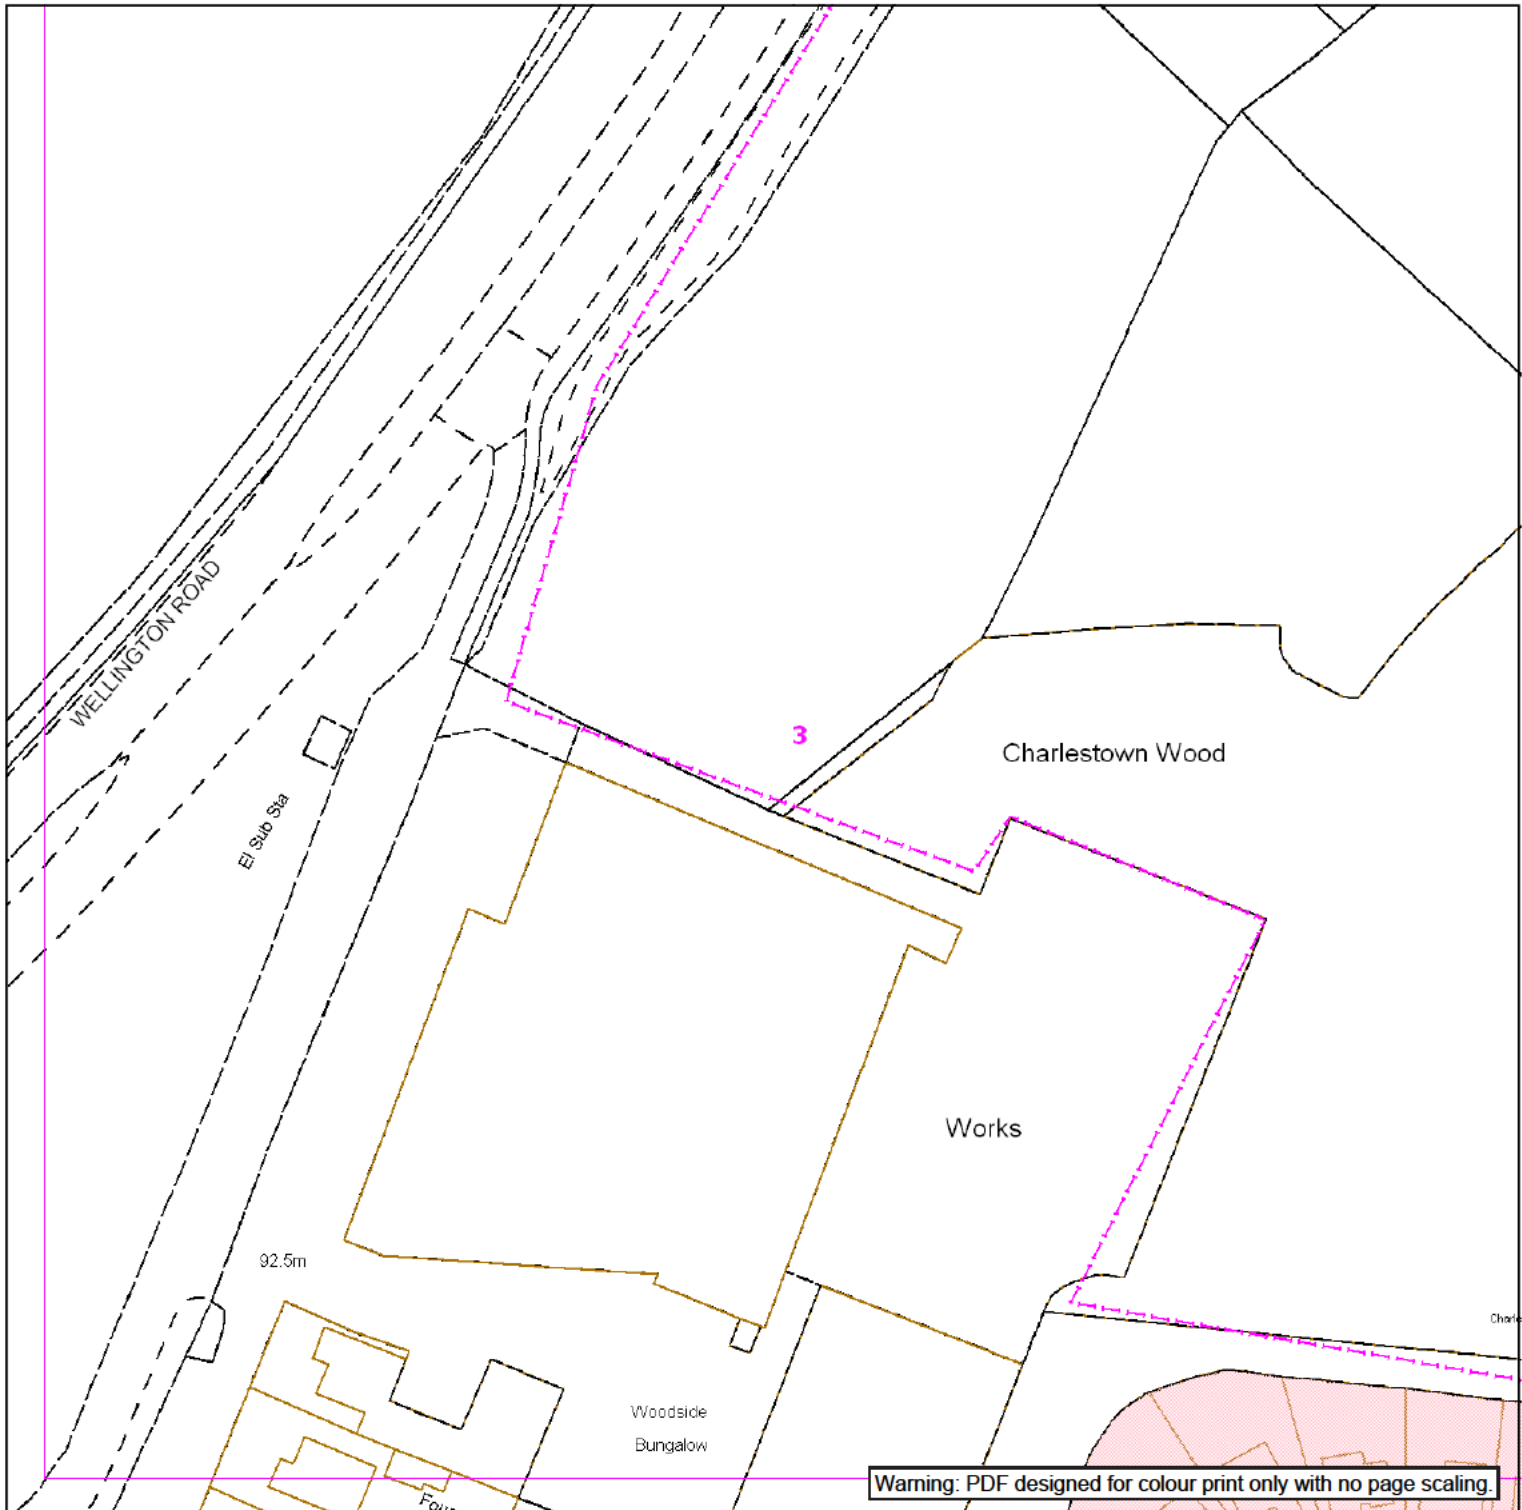 WELLINGTON ROAD
3
Charlestown Wood
El Sub Sta
Works
92.5m
Woodside
Bungalow
Warning: PDF designed for colour print only with no page scaling.